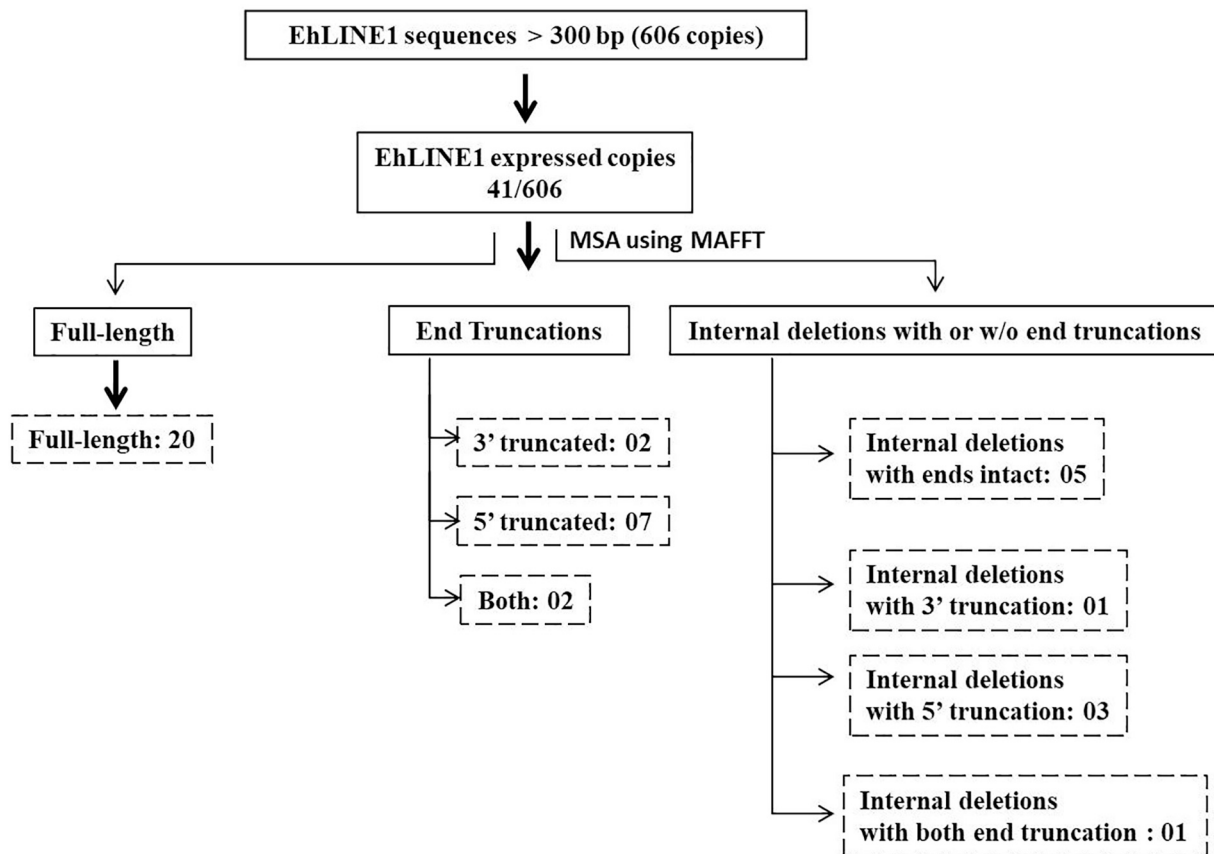 EhLINE1 sequences > 300 bp (606 copies)
EhLINE1 expressed copies
41/606
MSA using MAFFT
Full-length
Full-length: 20
End Truncations
3’ truncated: 02
5’ truncated: 07
Both: 02
Internal deletions with or w/o end truncations
Internal deletions
with ends intact: 05
Internal deletions
with 3’ truncation: 01
Internal deletions
with 5’ truncation: 03
Internal deletions
with both end truncation : 01